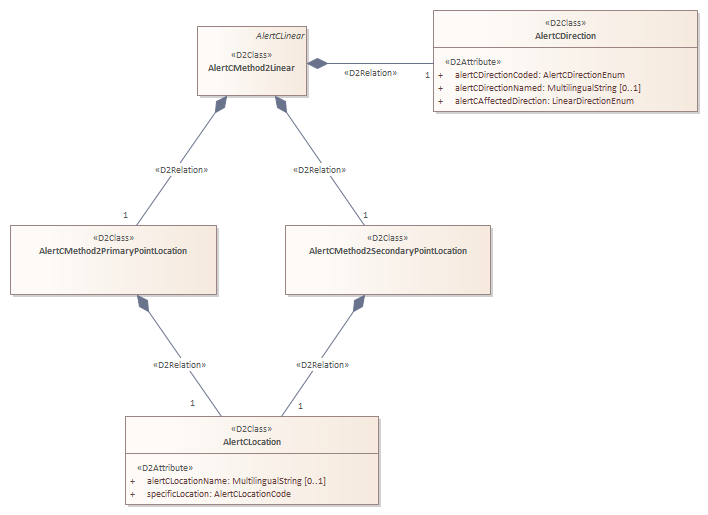 AlertCLinear
«D2Class»
AlertCMethod2Linear
«D2Relation»
1
«D2Class»
AlertCDirection
«D2Attribute»
+ alertCDirectionCoded: AlertCDirectionEnum
+ alertCDirectionNamed: MultilingualString [0..1]
+ alertCAffectedDirection: LinearDirectionEnum
«D2Relation»
«D2Relation»
1
1
«D2Class»
AlertCMethod2PrimaryPointLocation
«D2Class»
AlertCMethod2SecondaryPointLocation
«D2Relation»
«D2Relation»
1
1
«D2Class»
AlertCLocation
«D2Attribute»
+ alertCLocationName: MultilingualString [0..1]
+ specificLocation: AlertCLocationCode